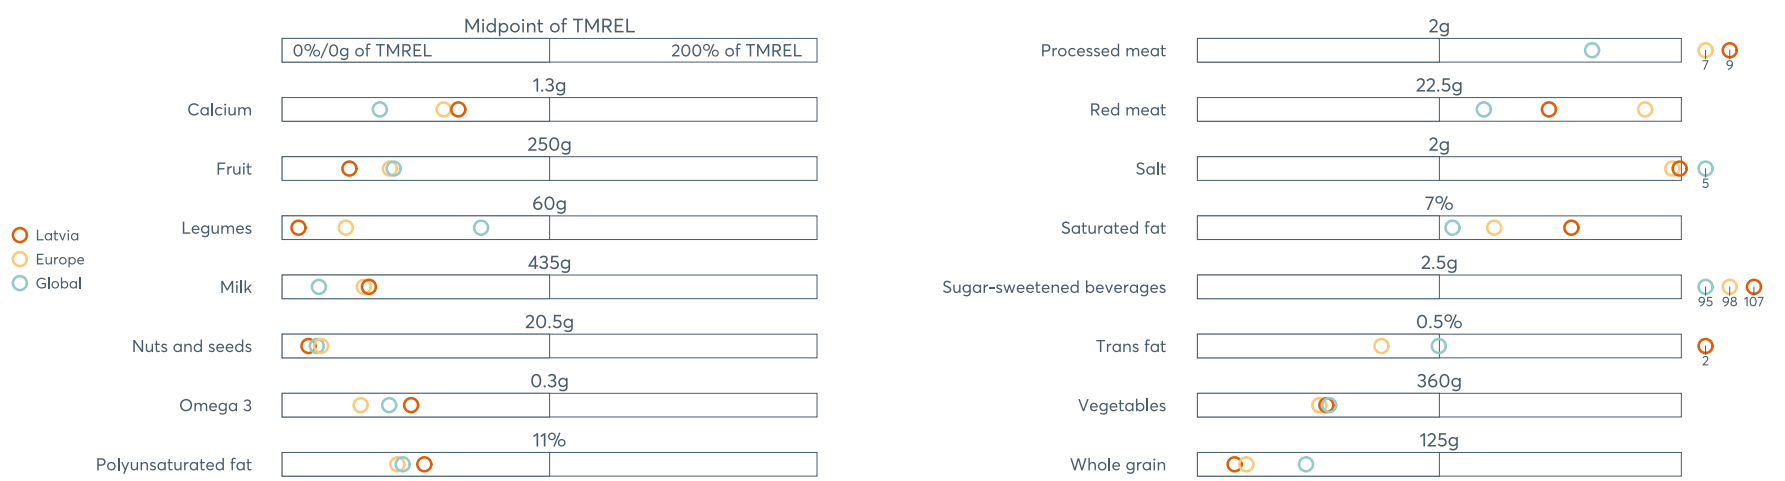 Midpoint of TMREL
0%/0g of TMREL 200% of TMREL
1.3g
Calcium
250g
Fruit
60g
Legumes
435g
Milk
20.5g
Nuts and seeds
0.3g
Omega 3
11%
Polyunsaturated fat
Latvia
Europe
Global
2g
Processed meat
7 9
22.5g
Red meat
2g
Salt
5
7%
Saturated fat
2.5g
Sugar-sweetened beverages
95 98 107
0.5%
Trans fat
2
360g
Vegetables
125g
Whole grain